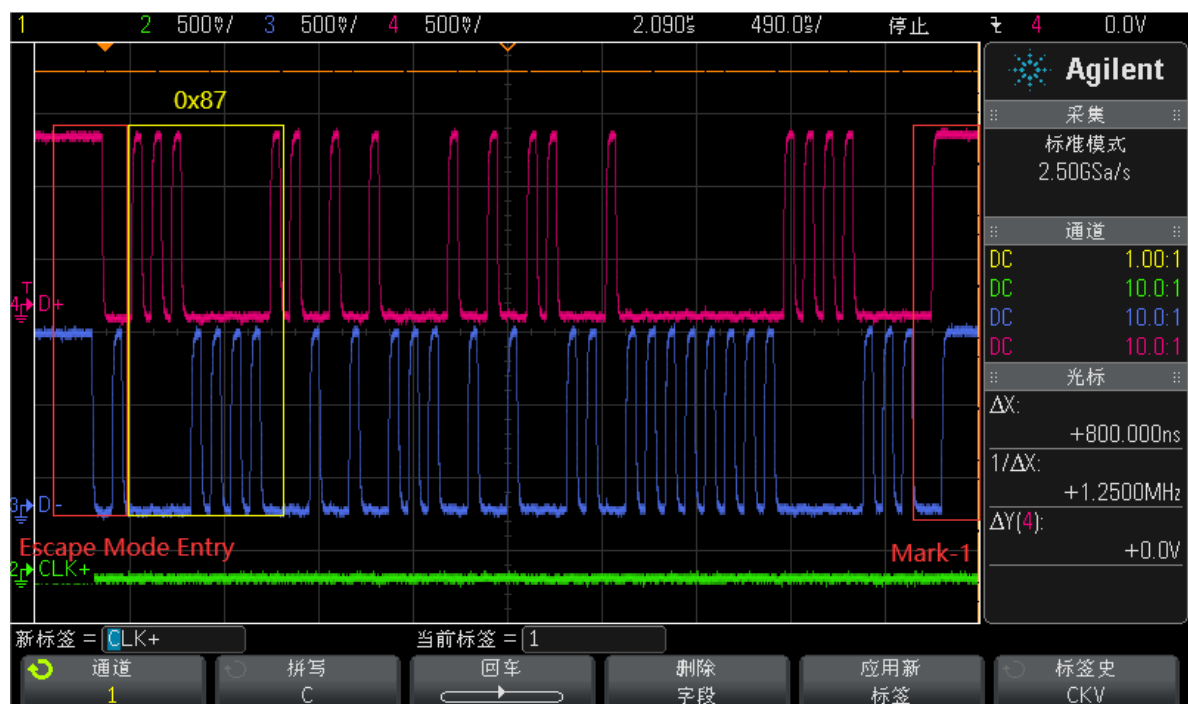 1 2 500㎷/ 3 500㎷/ 4 500㎷/ 2.090㎲ 490.0㎱/ 停止 4 0.0V
Agilent
0x87
采集
标准模式
2.50GSa/s
通道
DC 1.00:1
DC 10.0:1
DC 10.0:1
DC 10.0:1
光标
ΔX:
+800.000ns
1/ΔX:
+1.2500MHz
ΔY(4):
+0.0V
T
4 D+
3 D-
Escape Mode Entry
Mark-1
2 CLK+
新标签 = CLK+ 当前标签 = 1
通道 拼写 回车 删除 应用新 标签史
1 C 字段 标签 CKV